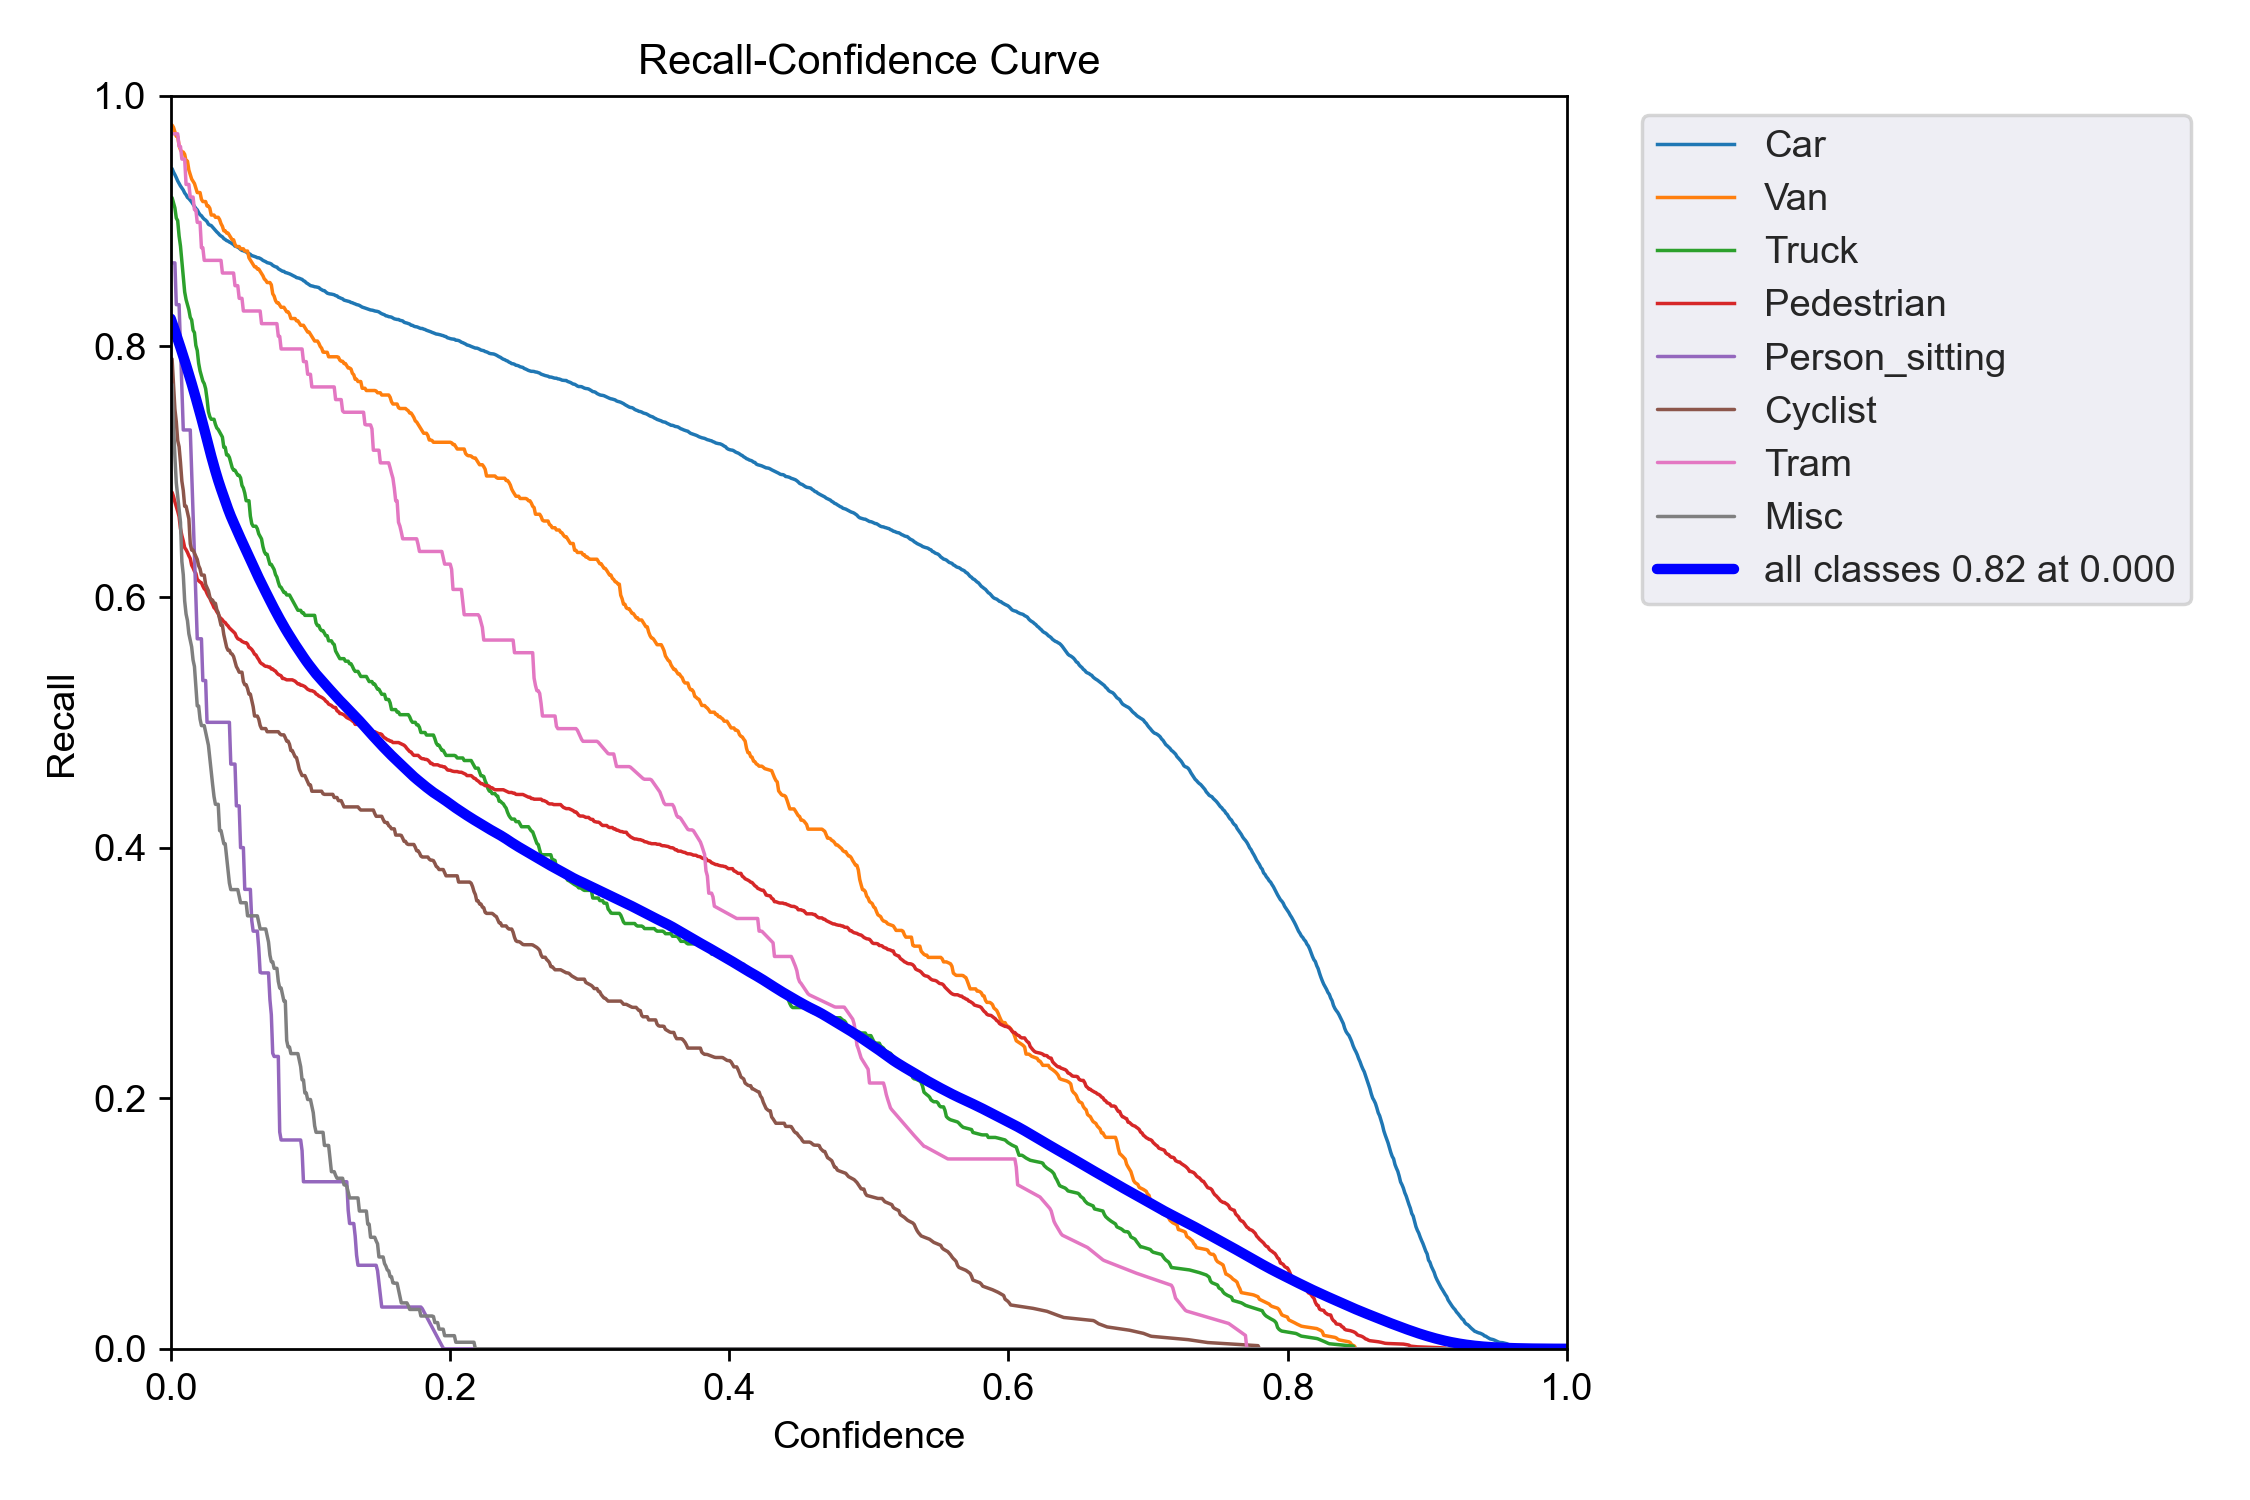 Recall-Confidence Curve
1.0
0.8
0.6
0.4
0.2
0.0
Recall
0.0 0.2 0.4 0.6 0.8 1.0
Confidence
Car
Van
Truck
Pedestrian
Person_sitting
Cyclist
Tram
Misc
all classes 0.82 at 0.000